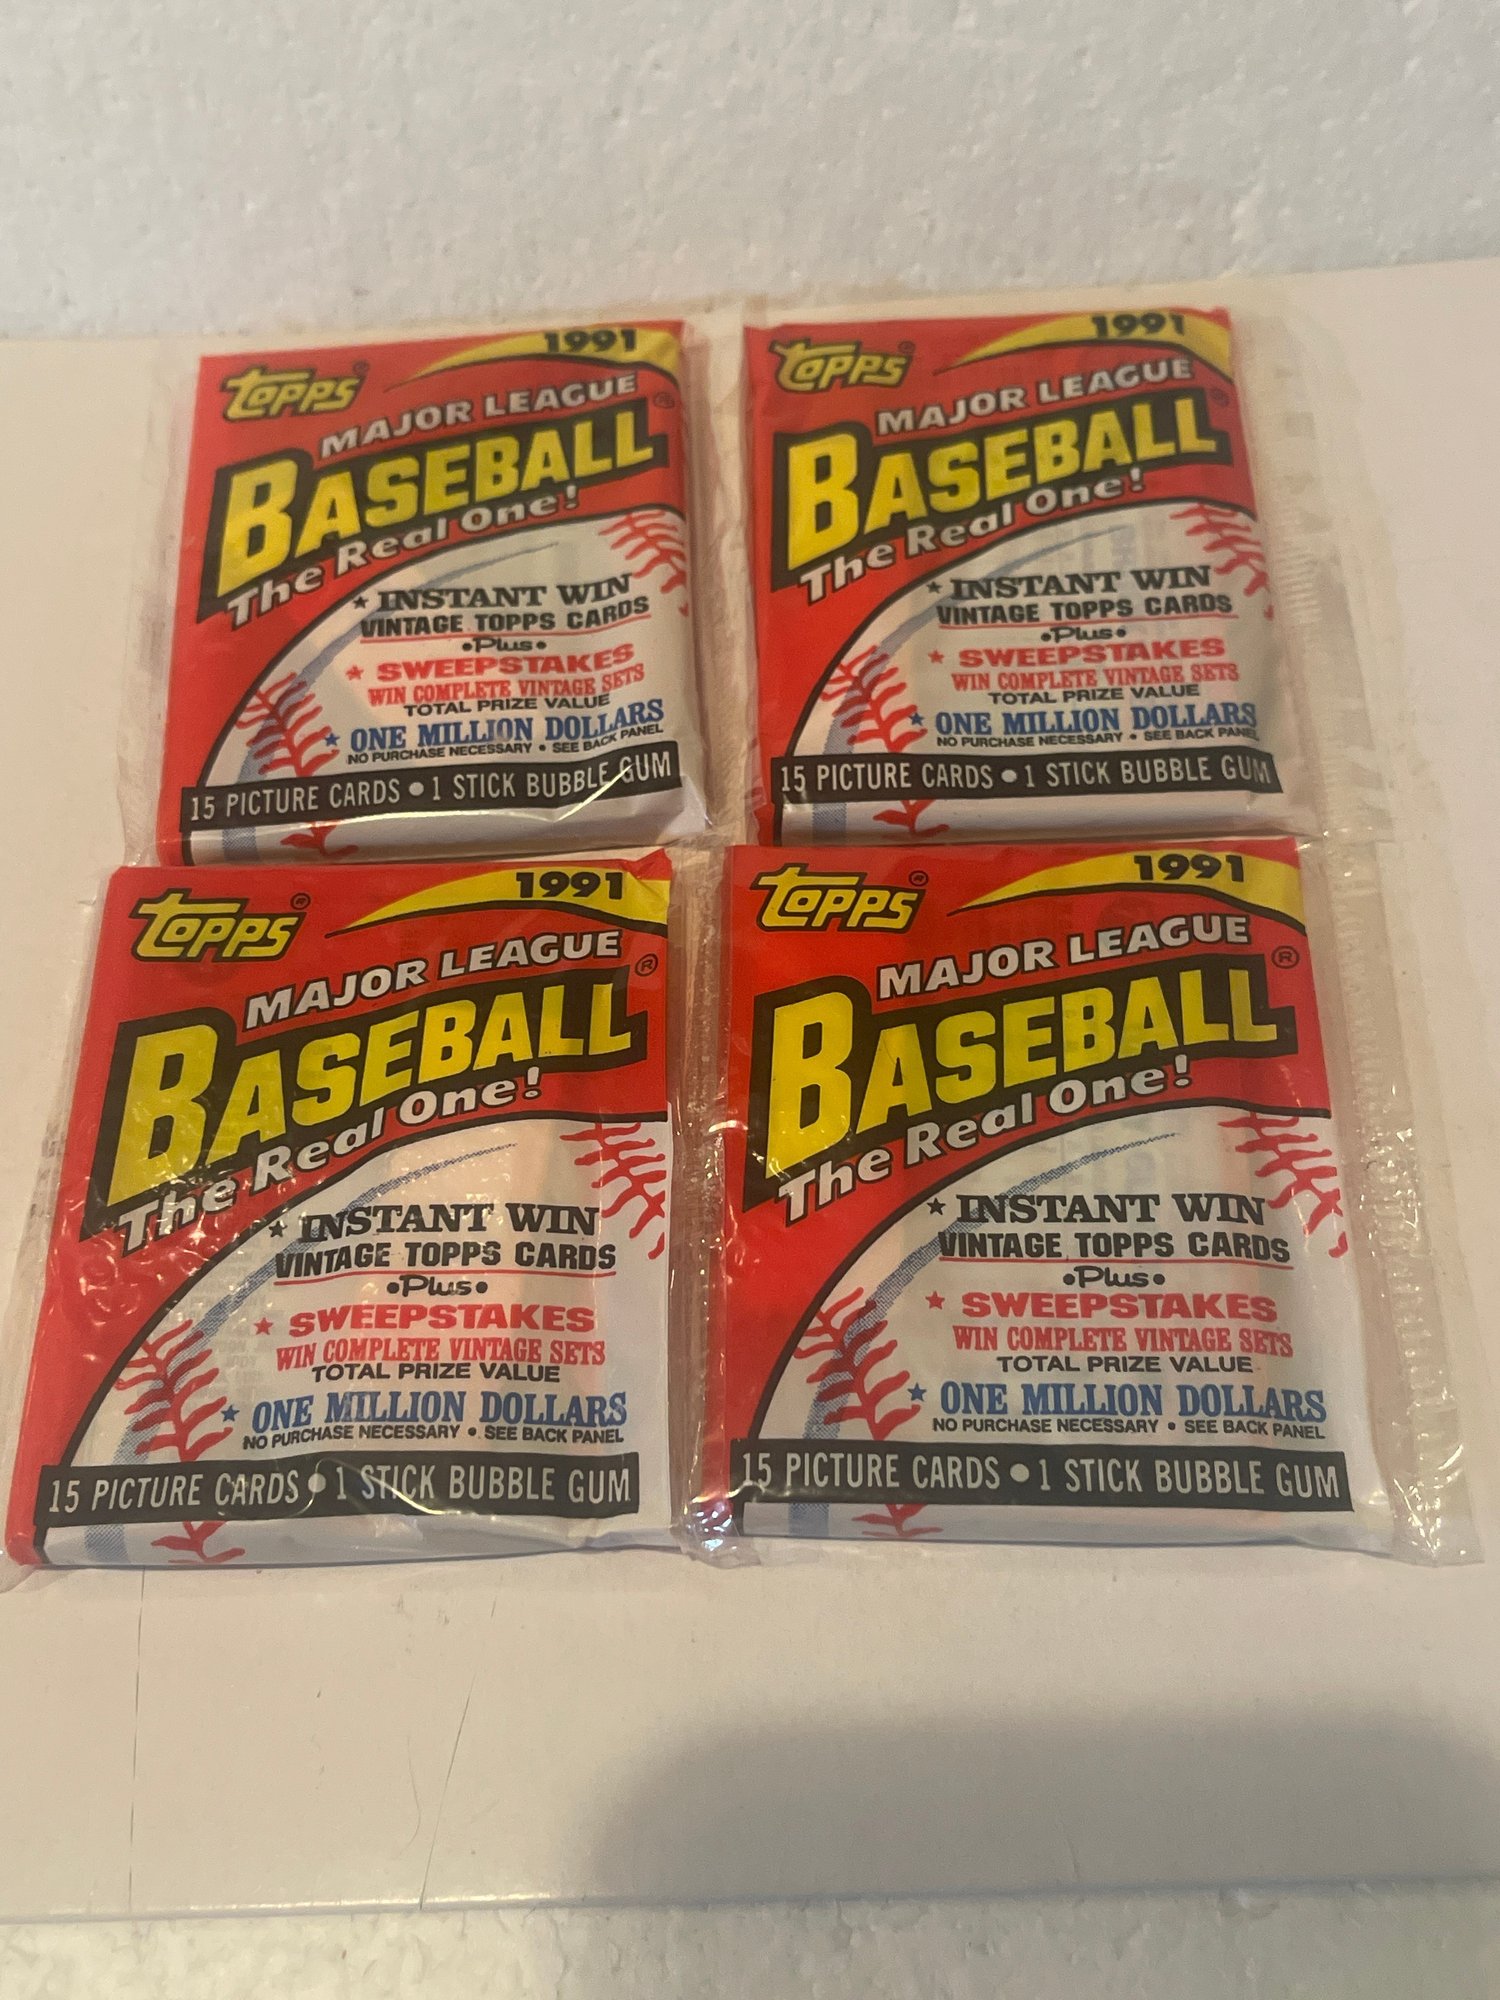 Topps® 1991
MAJOR LEAGUE
BASEBALL®
The Real One!
★ INSTANT WIN
VINTAGE TOPPS CARDS
•Plus•
★ SWEEPSTAKES
WIN COMPLETE VINTAGE SETS
TOTAL PRIZE VALUE
★ ONE MILLION DOLLARS
NO PURCHASE NECESSARY • SEE BACK PANEL
15 PICTURE CARDS • 1 STICK BUBBLE GUM
Topps® 1991
MAJOR LEAGUE
BASEBALL®
The Real One!
★ INSTANT WIN
VINTAGE TOPPS CARDS
•Plus•
★ SWEEPSTAKES
WIN COMPLETE VINTAGE SETS
TOTAL PRIZE VALUE
★ ONE MILLION DOLLARS
NO PURCHASE NECESSARY • SEE BACK PANEL
15 PICTURE CARDS • 1 STICK BUBBLE GUM
Topps® 1991
MAJOR LEAGUE
BASEBALL®
The Real One!
★ INSTANT WIN
VINTAGE TOPPS CARDS
•Plus•
★ SWEEPSTAKES
WIN COMPLETE VINTAGE SETS
TOTAL PRIZE VALUE
★ ONE MILLION DOLLARS
NO PURCHASE NECESSARY • SEE BACK PANEL
15 PICTURE CARDS • 1 STICK BUBBLE GUM
Topps® 1991
MAJOR LEAGUE
BASEBALL®
The Real One!
★ INSTANT WIN
VINTAGE TOPPS CARDS
•Plus•
★ SWEEPSTAKES
WIN COMPLETE VINTAGE SETS
TOTAL PRIZE VALUE
★ ONE MILLION DOLLARS
NO PURCHASE NECESSARY • SEE BACK PANEL
15 PICTURE CARDS • 1 STICK BUBBLE GUM